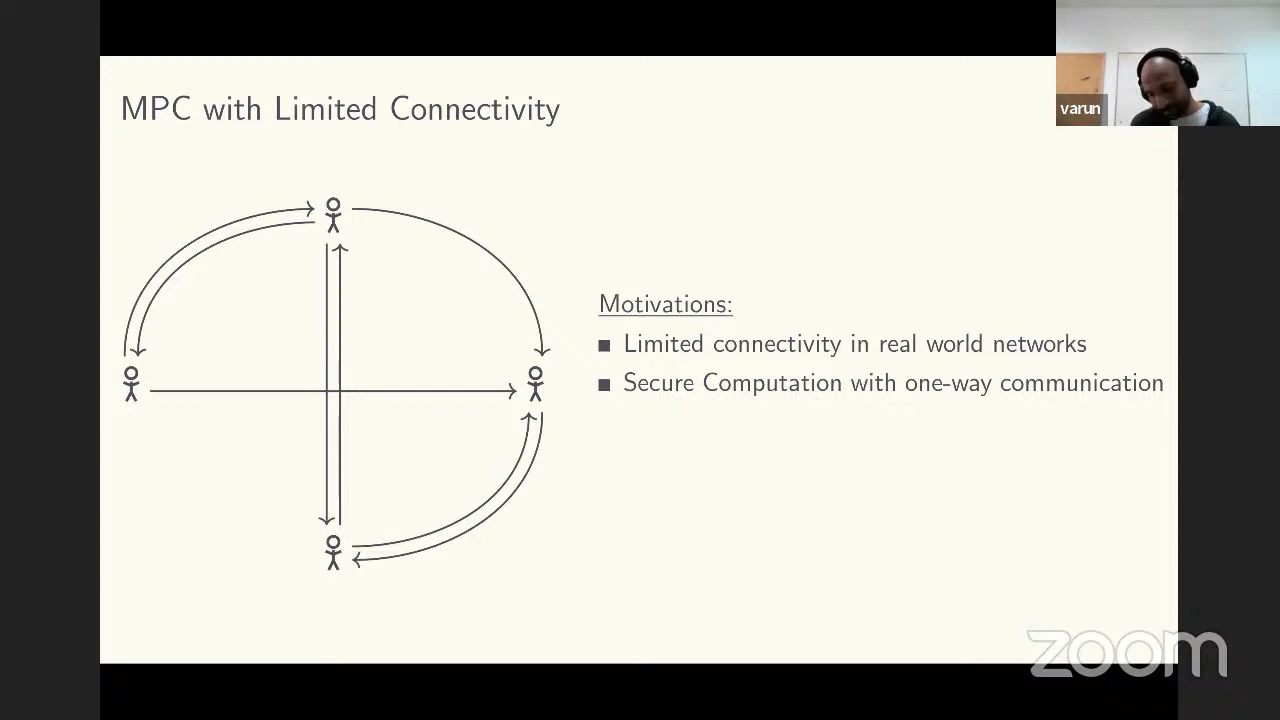 MPC with Limited Connectivity
varun
Motivations:
Limited connectivity in real world networks
Secure Computation with one-way communication
zoom